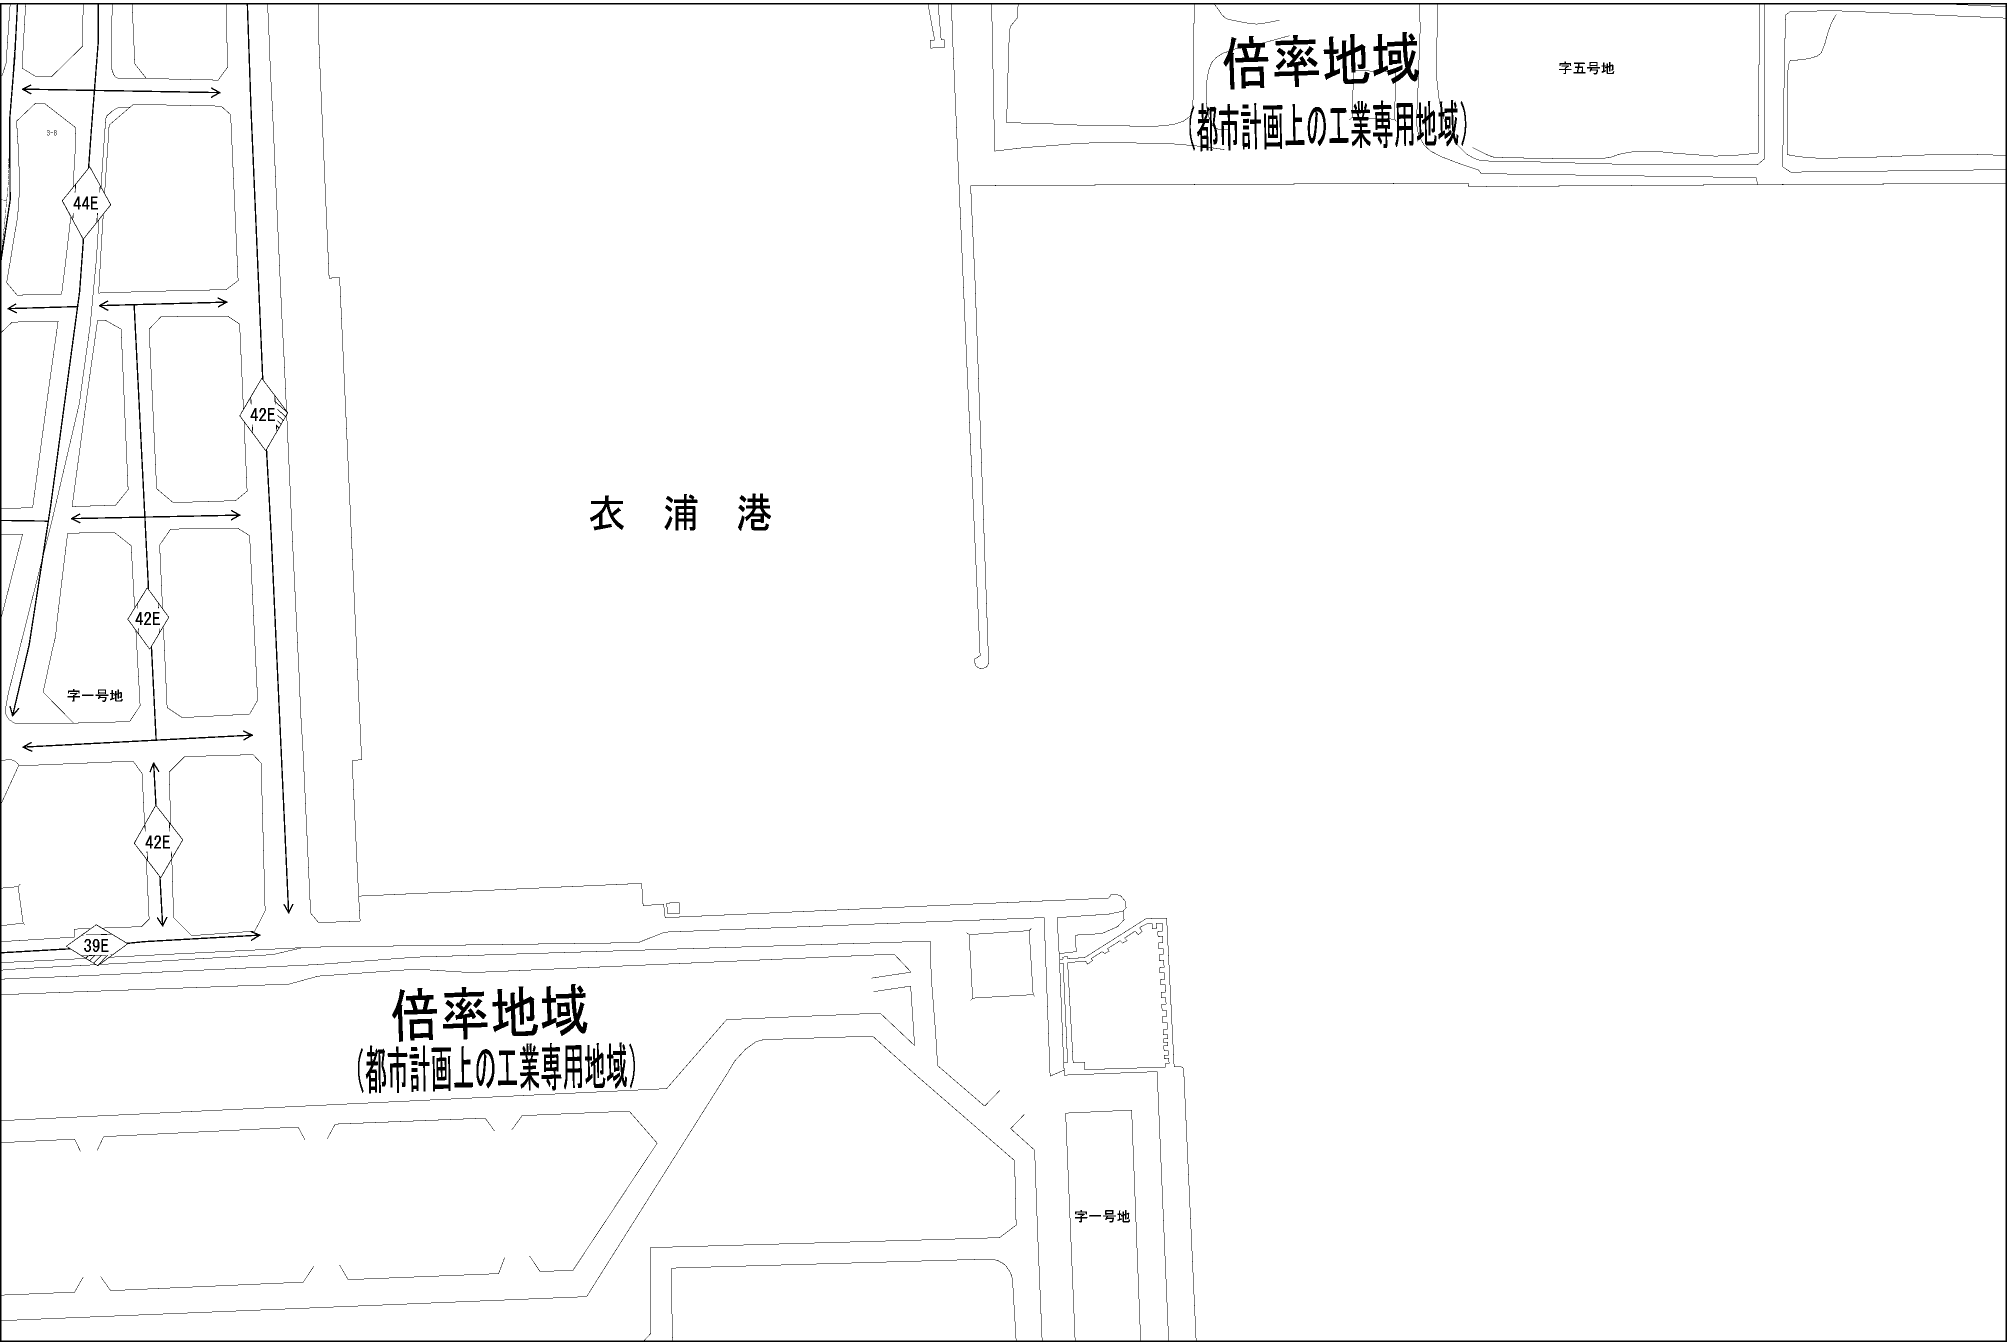 倍率地域
(都市計画上の工業専用地域)
字五号地
3-8
44E
42E
衣　浦　港
42E
字一号地
42E
39E
倍率地域
(都市計画上の工業専用地域)
字一号地